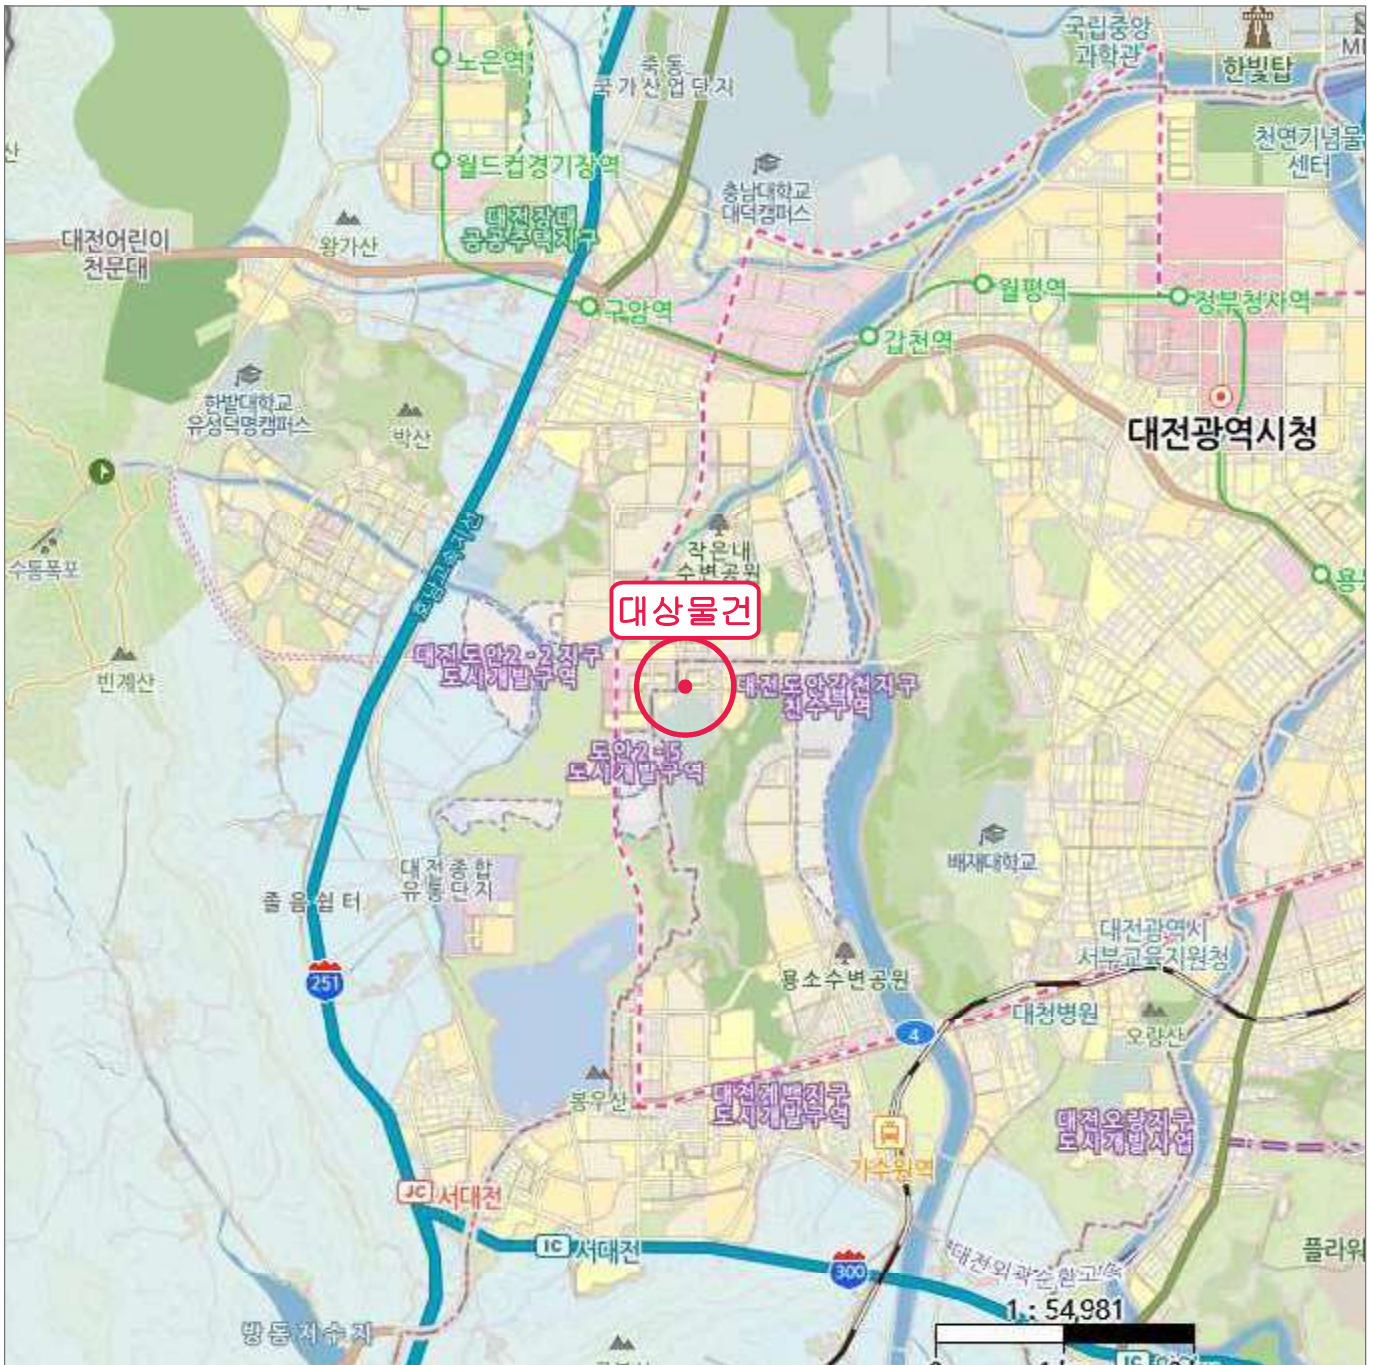 국립중앙
과학관
한빛탑
노은역
죽동
국가산업단지
천연기념물
센터
월드컵경기장역
충남대학교
대덕캠퍼스
대전장대
공공주택지구
대전어린이
천문대
왕가산
월평역
정부청사역
구암역
갑천역
한밭대학교
유성덕명캠퍼스
박산
대전광역시청
호남고속지선
작은내
수변공원
수통폭포
대상물건
대전도안2-2지구
도시개발구역
빈계산
대전도안갑천지구
친수구역
도안2-5
도시개발구역
배재대학교
대전종합
유통단지
졸음쉼터
대전광역시
서부교육지원청
251
용소수변공원
대청병원
4
오량산
봉우산
대전계백지구
도시개발구역
대전오량지구
도시개발사업
가수원역
JC 서대전
IC 서대전
300
대전외곽순환고속
플라워
1 : 54,981
방동저수지